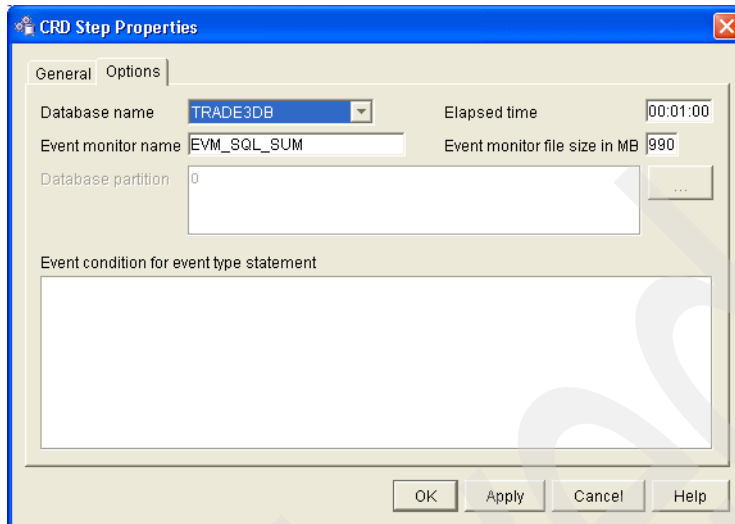 CRD Step Properties
General Options
Database name TRADE3DB Elapsed time 00:01:00
Event monitor name EVM_SQL_SUM Event monitor file size in MB 990
Database partition 0 ...
Event condition for event type statement
OK Apply Cancel Help